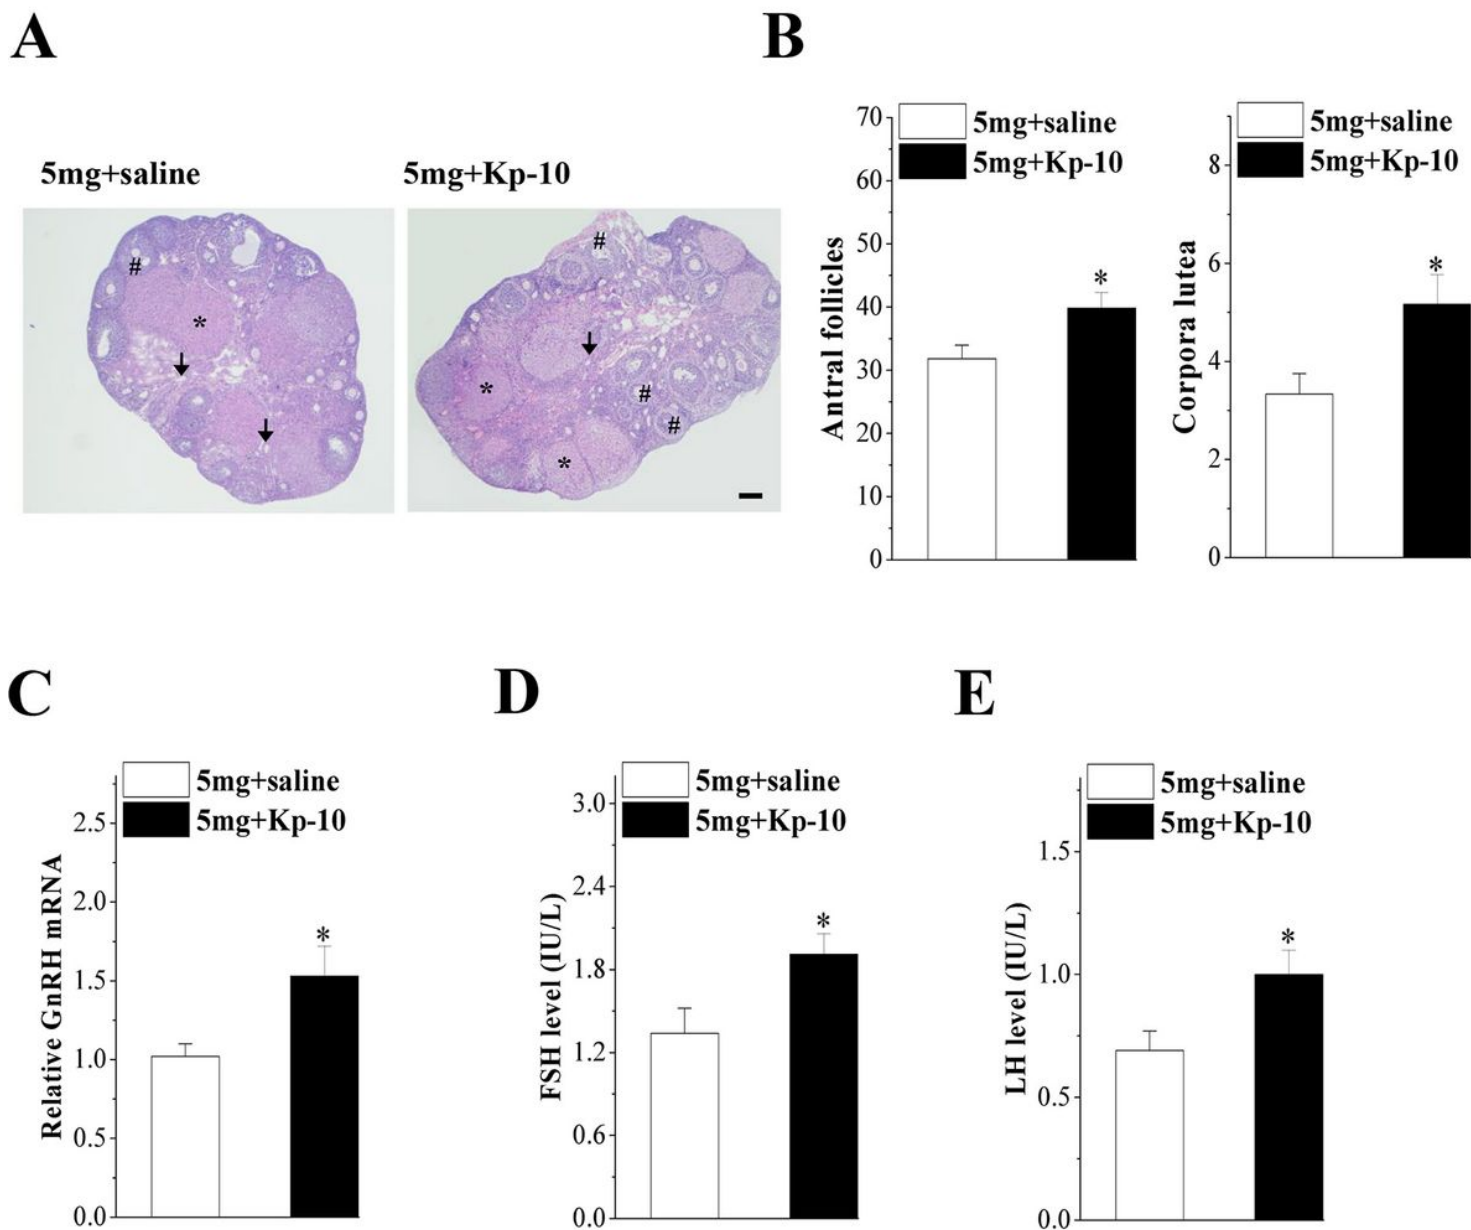 A
5mg+saline
5mg+Kp-10
#
*
#
*
#
#
*
B
5mg+saline
5mg+Kp-10
Antral follicles
70
60
50
40
30
20
10
0
*
5mg+saline
5mg+Kp-10
Corpora lutea
8
6
4
2
0
*
C
5mg+saline
5mg+Kp-10
Relative GnRH mRNA
2.5
2.0
1.5
1.0
0.5
0.0
*
D
5mg+saline
5mg+Kp-10
FSH level (IU/L)
3.0
2.4
1.8
1.2
0.6
0.0
*
E
5mg+saline
5mg+Kp-10
LH level (IU/L)
1.5
1.0
0.5
0.0
*